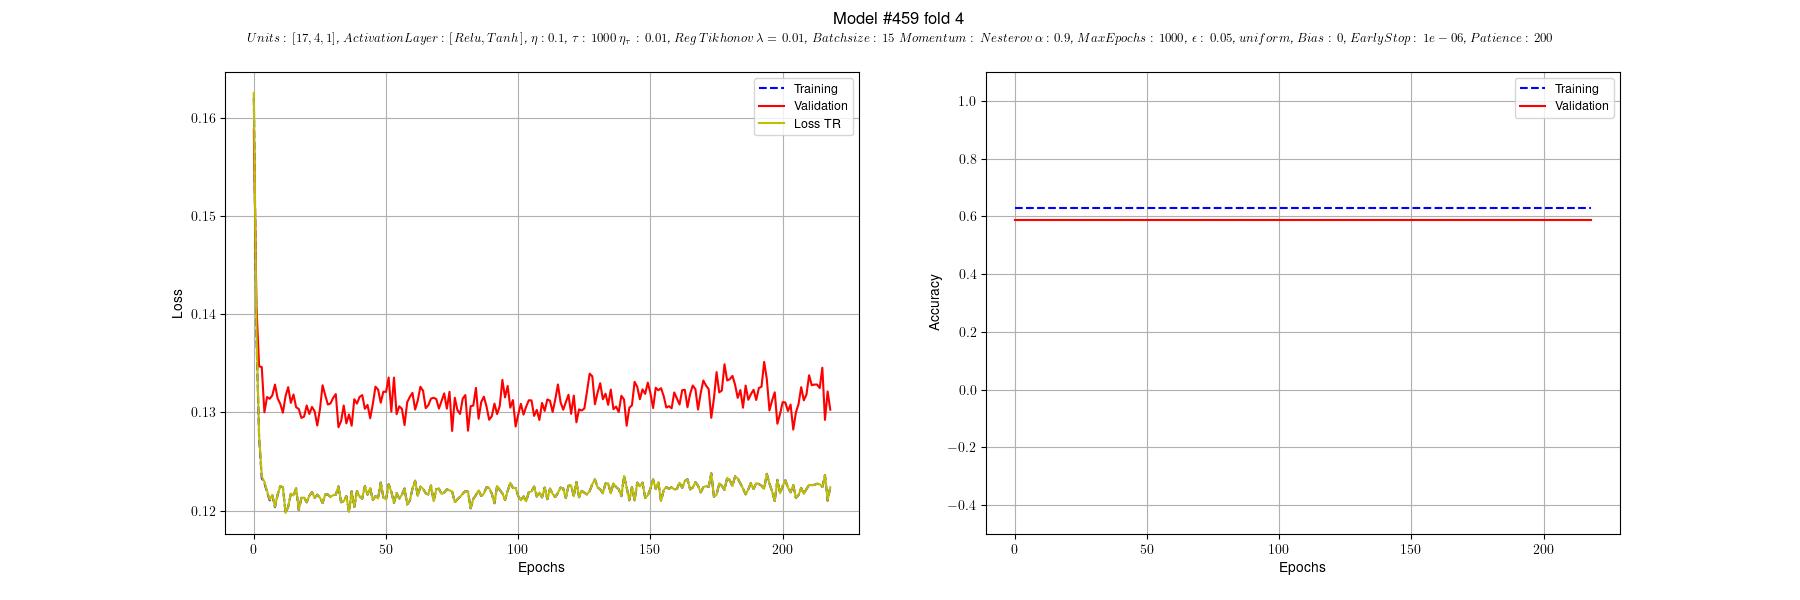 Model #459 fold 4
Units : [17, 4, 1], ActivationLayer : [Relu, Tanh], η : 0.1, τ : 1000 ητ : 0.01, Reg Tikhonov λ = 0.01, Batchsize : 15 Momentum : Nesterov α : 0.9, MaxEpochs : 1000, ϵ : 0.05, uniform, Bias : 0, EarlyStop : 1e − 06, Patience : 200
Training
Validation
Loss TR
0.16
0.15
0.14
0.13
0.12
Loss
0 50 100 150 200
Epochs
Training
Validation
1.0
0.8
0.6
0.4
0.2
0.0
−0.2
−0.4
Accuracy
0 50 100 150 200
Epochs